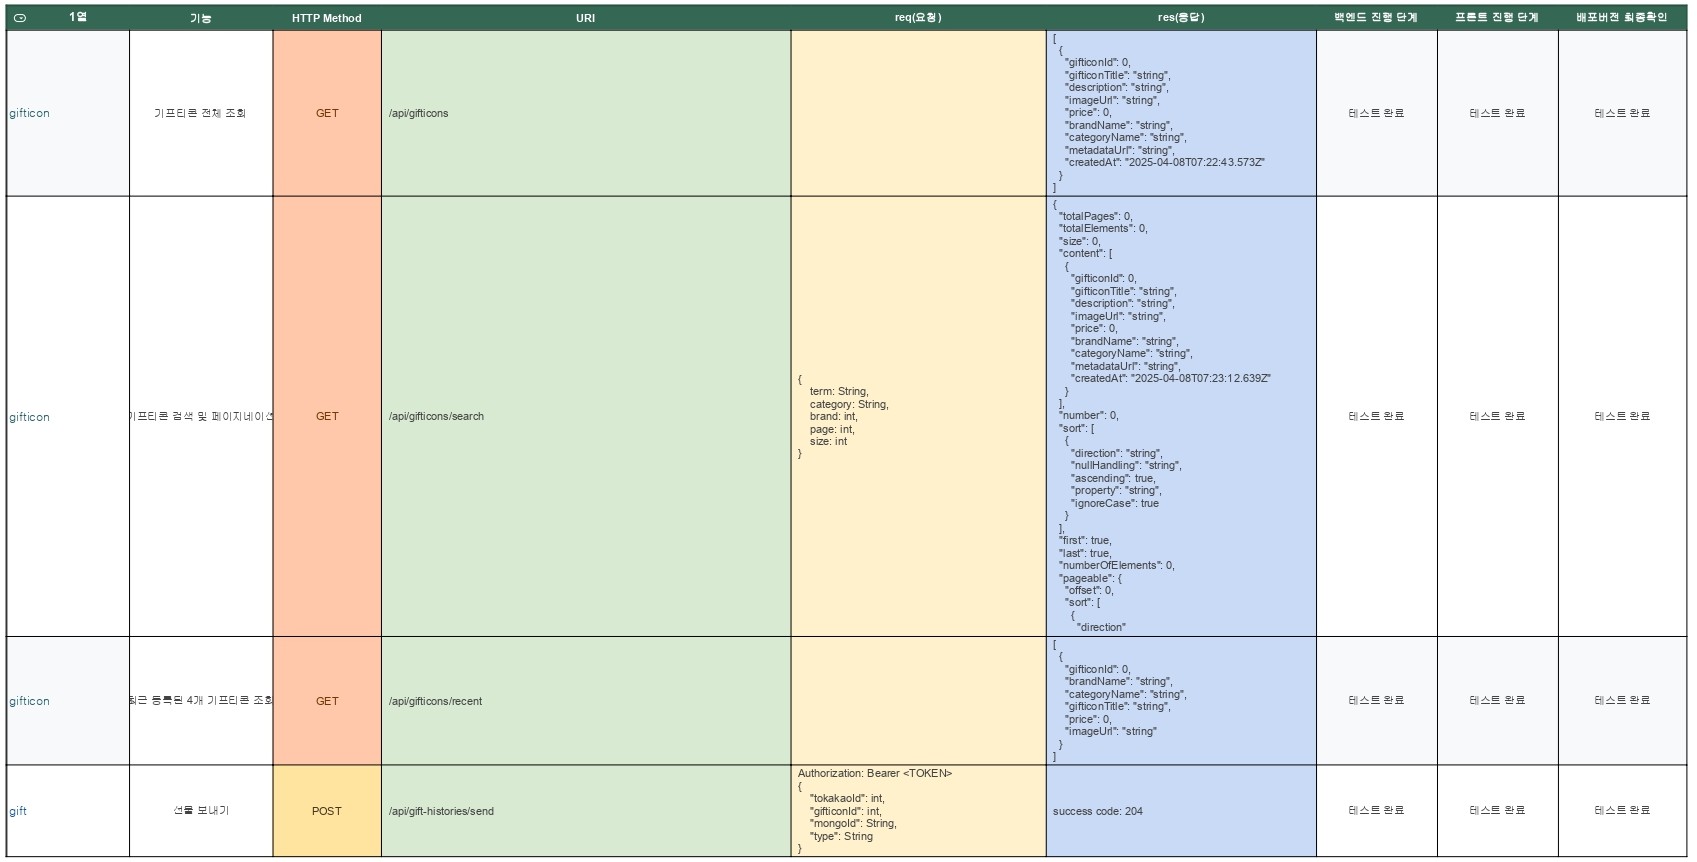 1열 기능 HTTP Method URI req(요청) res(응답) 백엔드 진행 단계 프론트 진행 단계 배포버전 최종확인
gifticon 기프티콘 전체 조회 GET /api/gifticons
[
{
"gifticonId": 0,
"gifticonTitle": "string",
"description": "string",
"imageUrl": "string",
"price": 0,
"brandName": "string",
"categoryName": "string",
"metadataUrl": "string",
"createdAt": "2025-04-08T07:22:43.573Z"
}
]
테스트 완료 테스트 완료 테스트 완료
gifticon 기프티콘 검색 및 페이지네이션 GET /api/gifticons/search
{
term: String,
category: String,
brand: int,
page: int,
size: int
}
{
"totalPages": 0,
"totalElements": 0,
"size": 0,
"content": [
{
"gifticonId": 0,
"gifticonTitle": "string",
"description": "string",
"imageUrl": "string",
"price": 0,
"brandName": "string",
"categoryName": "string",
"metadataUrl": "string",
"createdAt": "2025-04-08T07:23:12.639Z"
}
],
"number": 0,
"sort": [
{
"direction": "string",
"nullHandling": "string",
"ascending": true,
"property": "string",
"ignoreCase": true
}
],
"first": true,
"last": true,
"numberOfElements": 0,
"pageable": {
"offset": 0,
"sort": [
{
"direction"
테스트 완료 테스트 완료 테스트 완료
gifticon 최근 등록된 4개 기프티콘 조회 GET /api/gifticons/recent
[
{
"gifticonId": 0,
"brandName": "string",
"categoryName": "string",
"gifticonTitle": "string",
"price": 0,
"imageUrl": "string"
}
]
테스트 완료 테스트 완료 테스트 완료
gift 선물 보내기 POST /api/gift-histories/send
Authorization: Bearer <TOKEN>
{
"tokakaoId": int,
"gifticonId": int,
"mongoId": String,
"type": String
}
success code: 204
테스트 완료 테스트 완료 테스트 완료